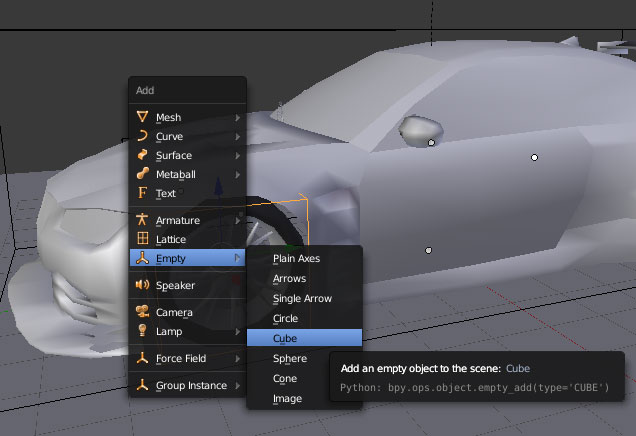 Add
Mesh
Curve
Surface
Metaball
Text
Armature
Lattice
Empty
Speaker
Camera
Lamp
Force Field
Group Instance
Plain Axes
Arrows
Single Arrow
Circle
Cube
Sphere
Cone
Image
Add an empty object to the scene: Cube
Python: bpy.ops.object.empty_add(type='CUBE')